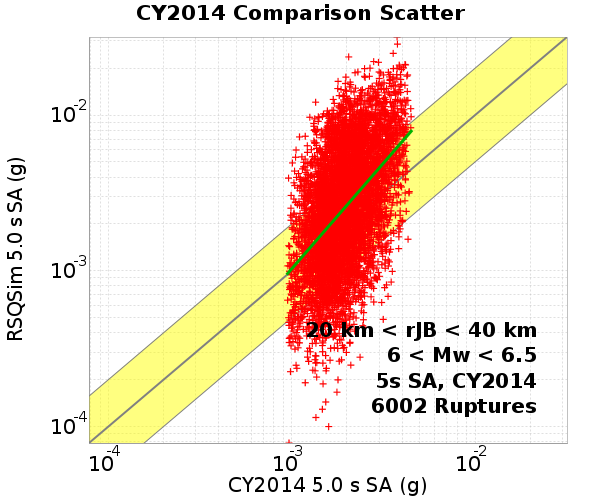 CY2014 Comparison Scatter
RSQSim 5.0 s SA (g)
10-2
10-3
10-4
20 km < rJB < 40 km
6 < Mw < 6.5
5s SA, CY2014
6002 Ruptures
10-4 10-3 10-2
CY2014 5.0 s SA (g)